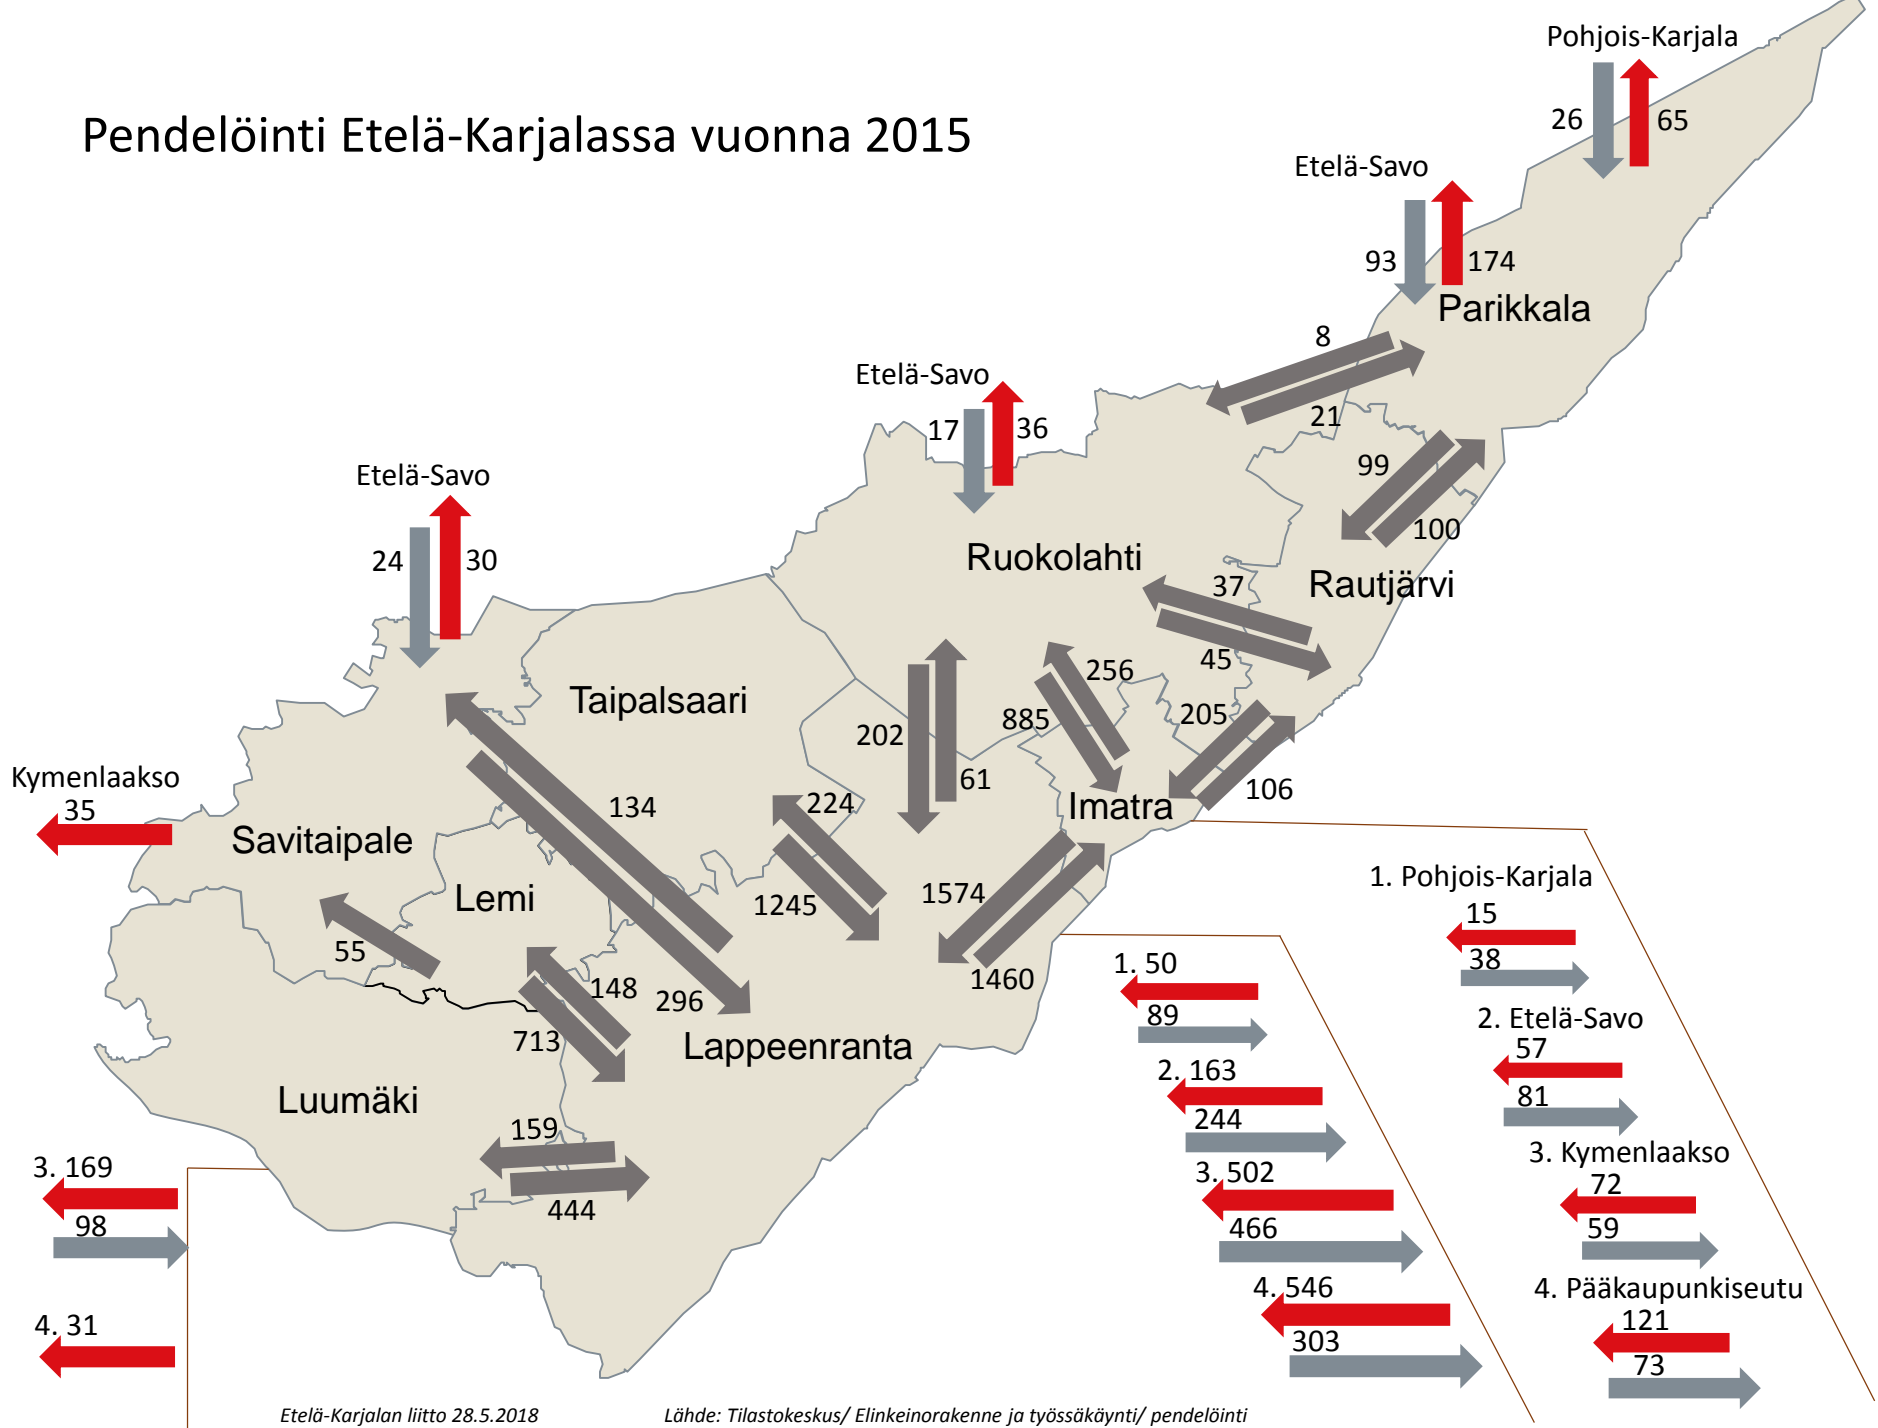 Pohjois-Karjala
26
65
Pendelöinti Etelä-Karjalassa vuonna 2015
Etelä-Savo
93
174
Parikkala
8
21
Etelä-Savo
17
36
99
100
Etelä-Savo
24
30
Ruokolahti
Rautjärvi
37
45
256
885
205
106
Taipalsaari
202
61
Kymenlaakso
35
134
224
Imatra
Savitaipale
Lemi
1245
1574
1460
55
148
296
713
Lappeenranta
Luumäki
159
444
1. Pohjois-Karjala
15
38
2. Etelä-Savo
57
81
3. Kymenlaakso
72
59
4. Pääkaupunkiseutu
121
73
1. 50
89
2. 163
244
3. 502
466
4. 546
303
3. 169
98
4. 31
Etelä-Karjalan liitto 28.5.2018
Lähde: Tilastokeskus/ Elinkeinorakenne ja työssäkäynti/ pendelöinti